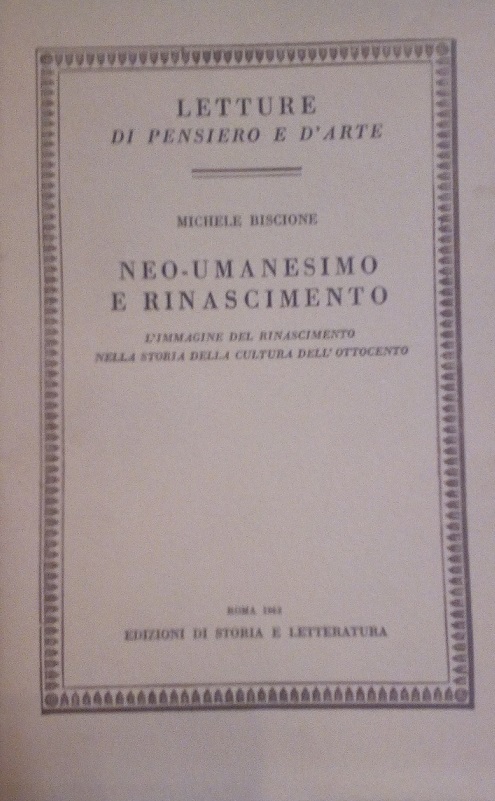 LETTURE
DI PENSIERO E D'ARTE
MICHELE BISCIONE
NEO-UMANESIMO
E RINASCIMENTO
L'IMMAGINE DEL RINASCIMENTO
NELLA STORIA DELLA CULTURA DELL'OTTOCENTO
ROMA
EDIZIONI DI STORIA E LETTERATURA